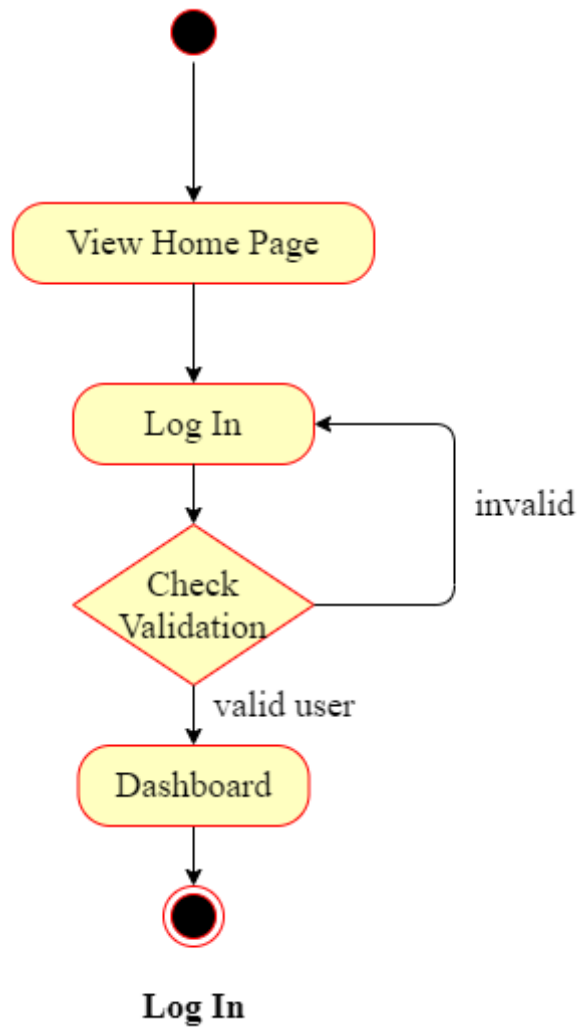 View Home Page
Log In
invalid
Check
Validation
valid user
Dashboard
Log In